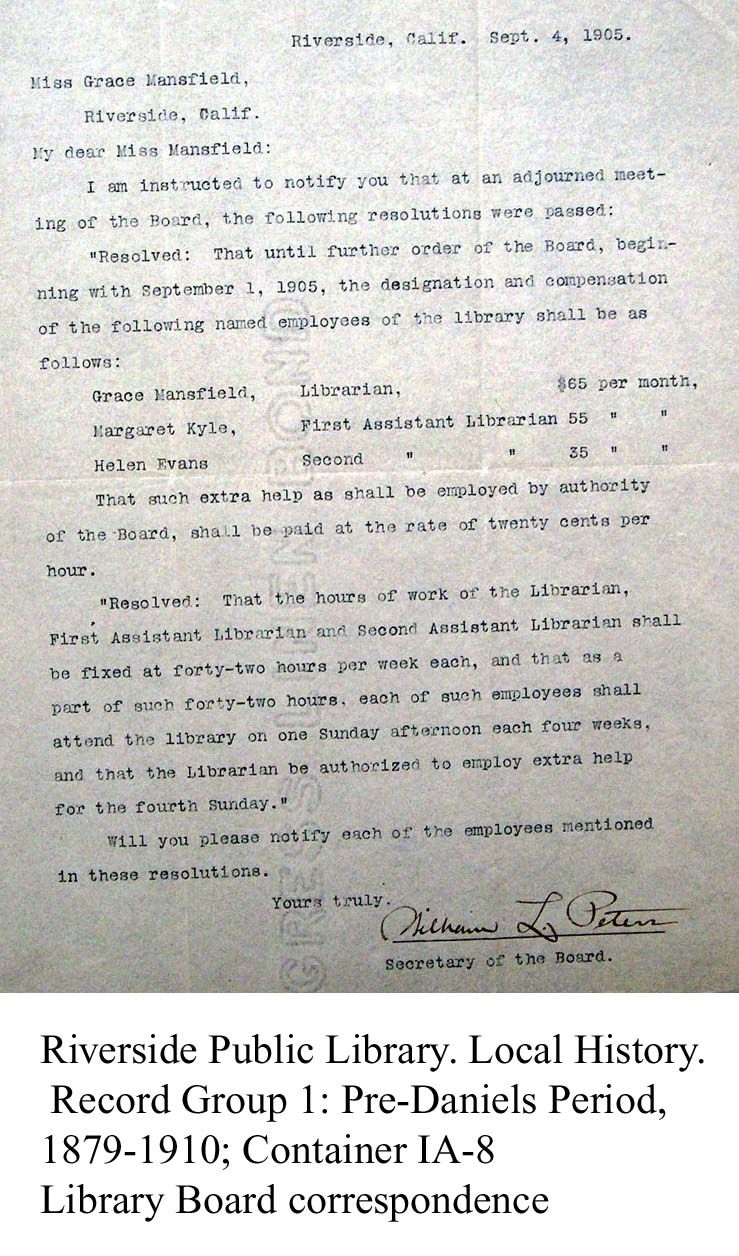 Riverside, Calif. Sept. 4, 1905.
Miss Grace Mansfield,
Riverside, Calif.
My dear Miss Mansfield:
I am instructed to notify you that at an adjourned meet-
ing of the Board, the following resolutions were passed:
"Resolved: That until further order of the Board, begin-
ning with September 1, 1905, the designation and compensation
of the following named employees of the library shall be as
follows:
Grace Mansfield, Librarian, $65 per month,
Margaret Kyle, First Assistant Librarian 55 " "
Helen Evans Second " " 35 " "
That such extra help as shall be employed by authority
of the Board, shall be paid at the rate of twenty cents per
hour.
"Resolved: That the hours of work of the Librarian,
First Assistant Librarian and Second Assistant Librarian shall
be fixed at forty-two hours per week each, and that as a
part of such forty-two hours, each of such employees shall
attend the library on one Sunday afternoon each four weeks,
and that the Librarian be authorized to employ extra help
for the fourth Sunday."
Will you please notify each of the employees mentioned
in these resolutions.
Yours truly,
William L. Peters
Secretary of the Board.
Riverside Public Library. Local History.
Record Group 1: Pre-Daniels Period,
1879-1910; Container IA-8
Library Board correspondence